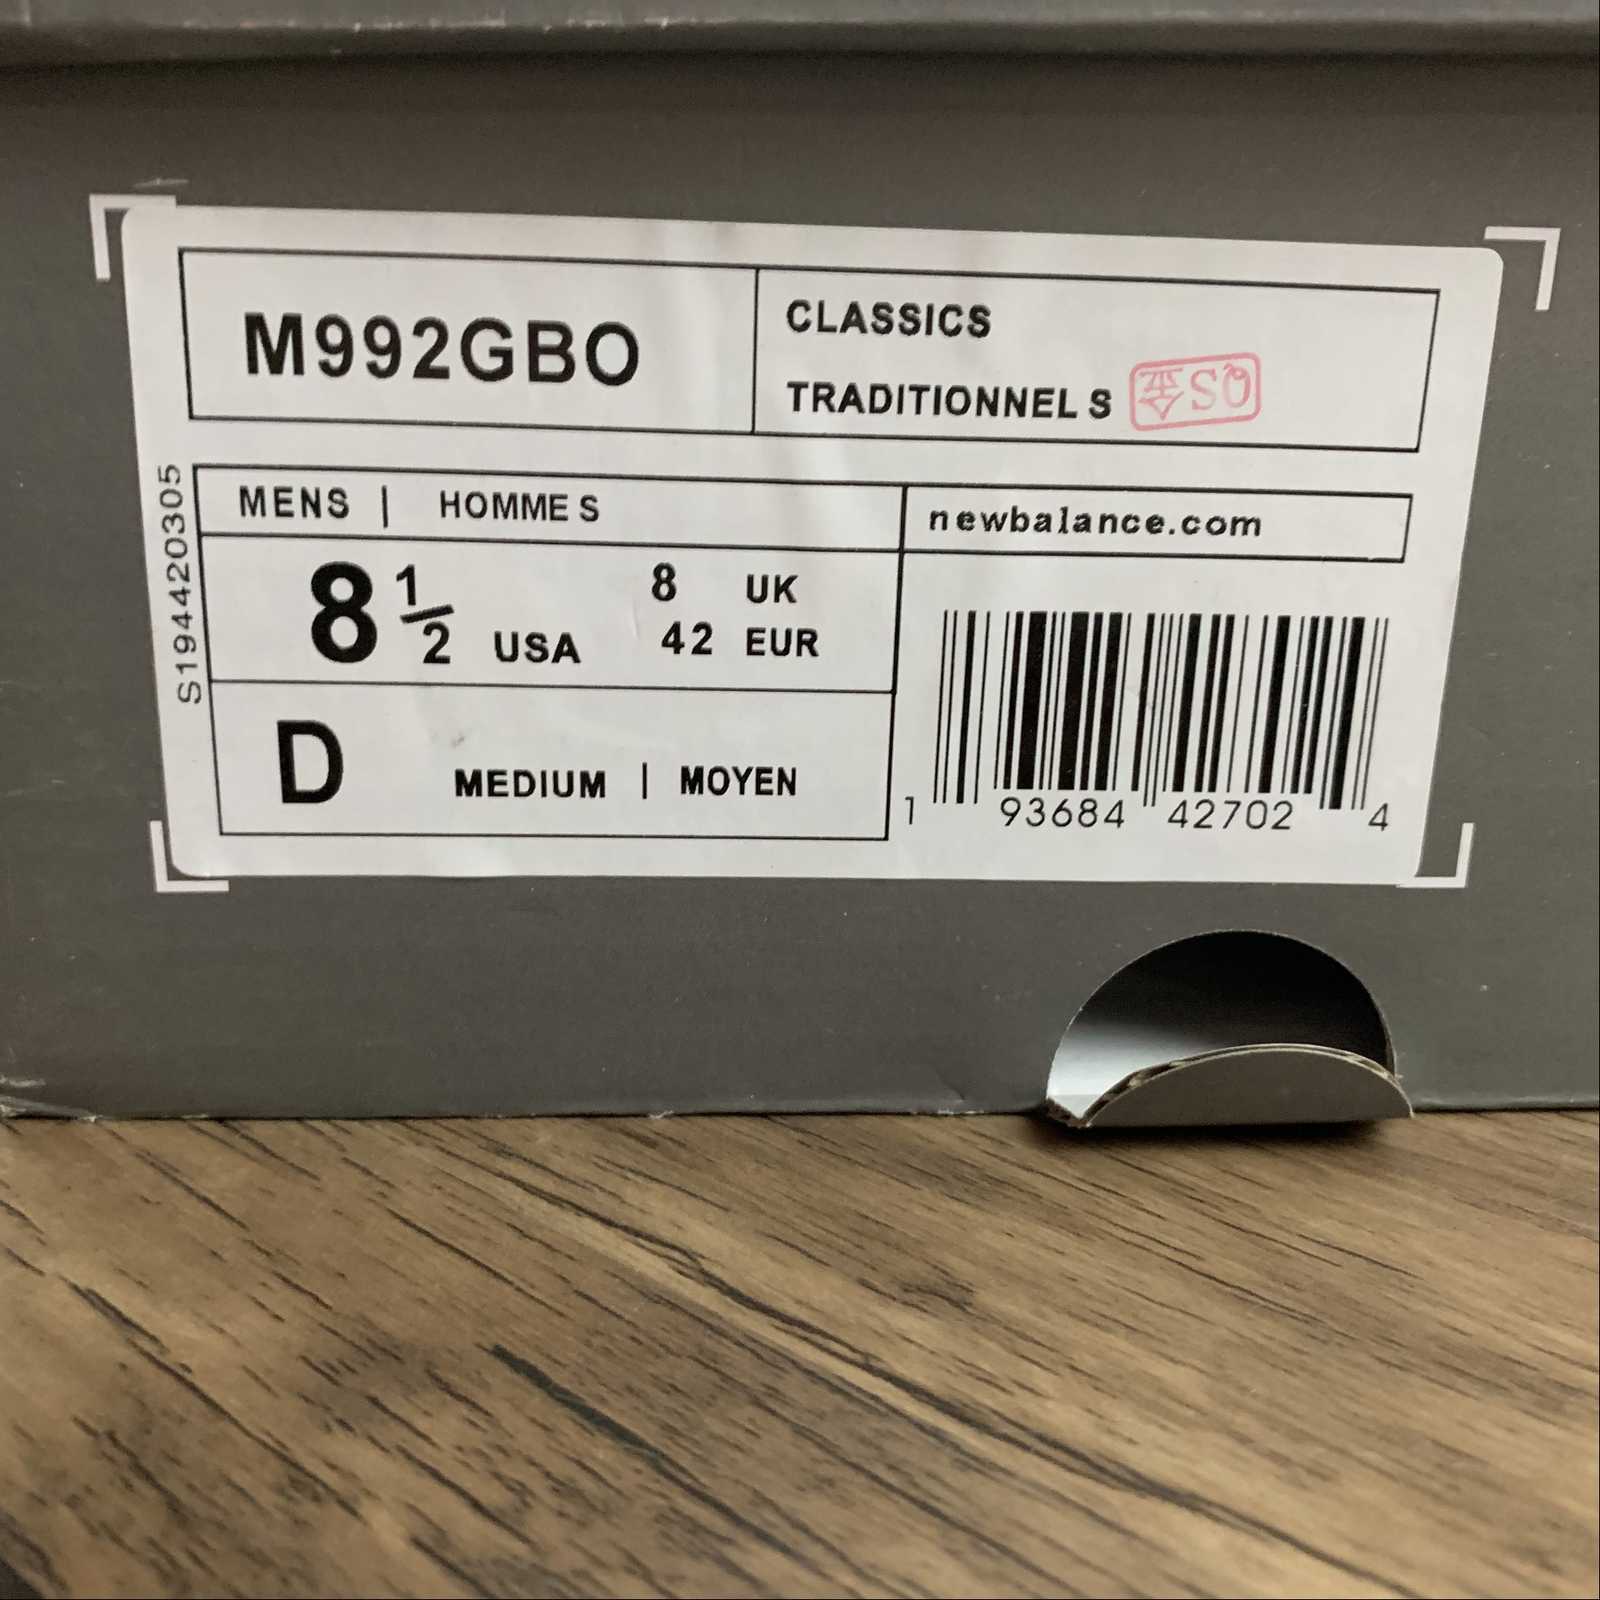 M992GBO
CLASSICS
TRADITIONNEL S
S194420305
MENS | HOMME S
newbalance.com
8 1/2 USA 8 UK
42 EUR
D MEDIUM | MOYEN
1 93684 42702 4